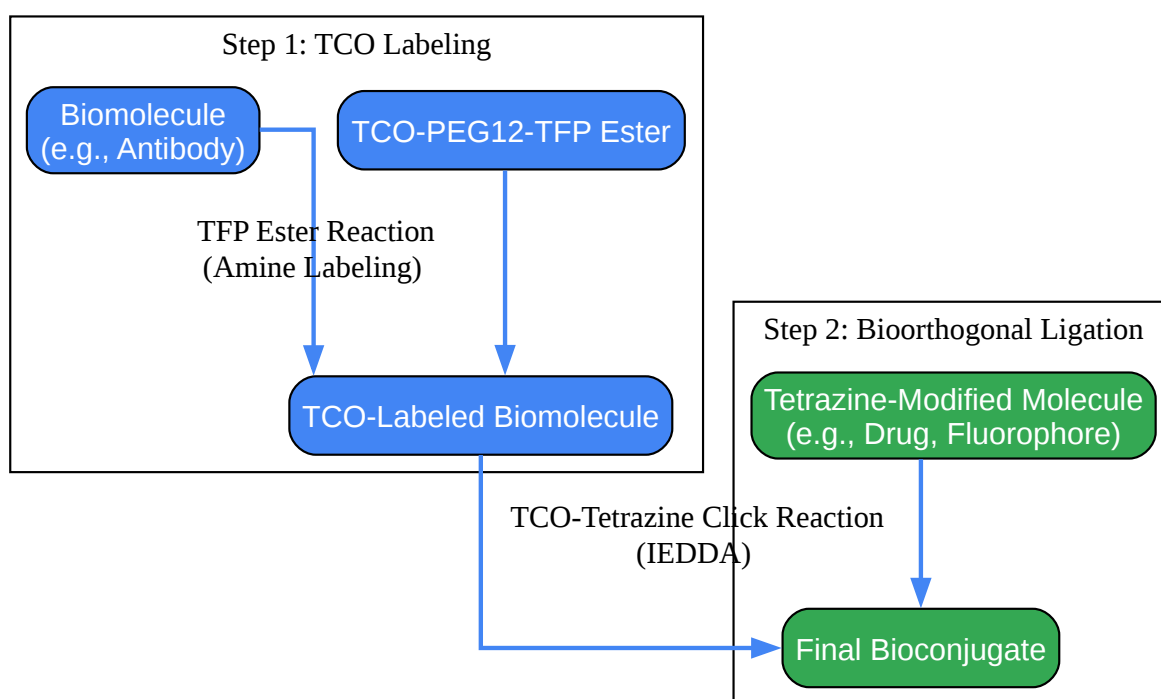 Step 1: TCO Labeling
Biomolecule
(e.g., Antibody)
TCO-PEG12-TFP Ester
TFP Ester Reaction
(Amine Labeling)
TCO-Labeled Biomolecule
Step 2: Bioorthogonal Ligation
Tetrazine-Modified Molecule
(e.g., Drug, Fluorophore)
TCO-Tetrazine Click Reaction
(IEDDA)
Final Bioconjugate